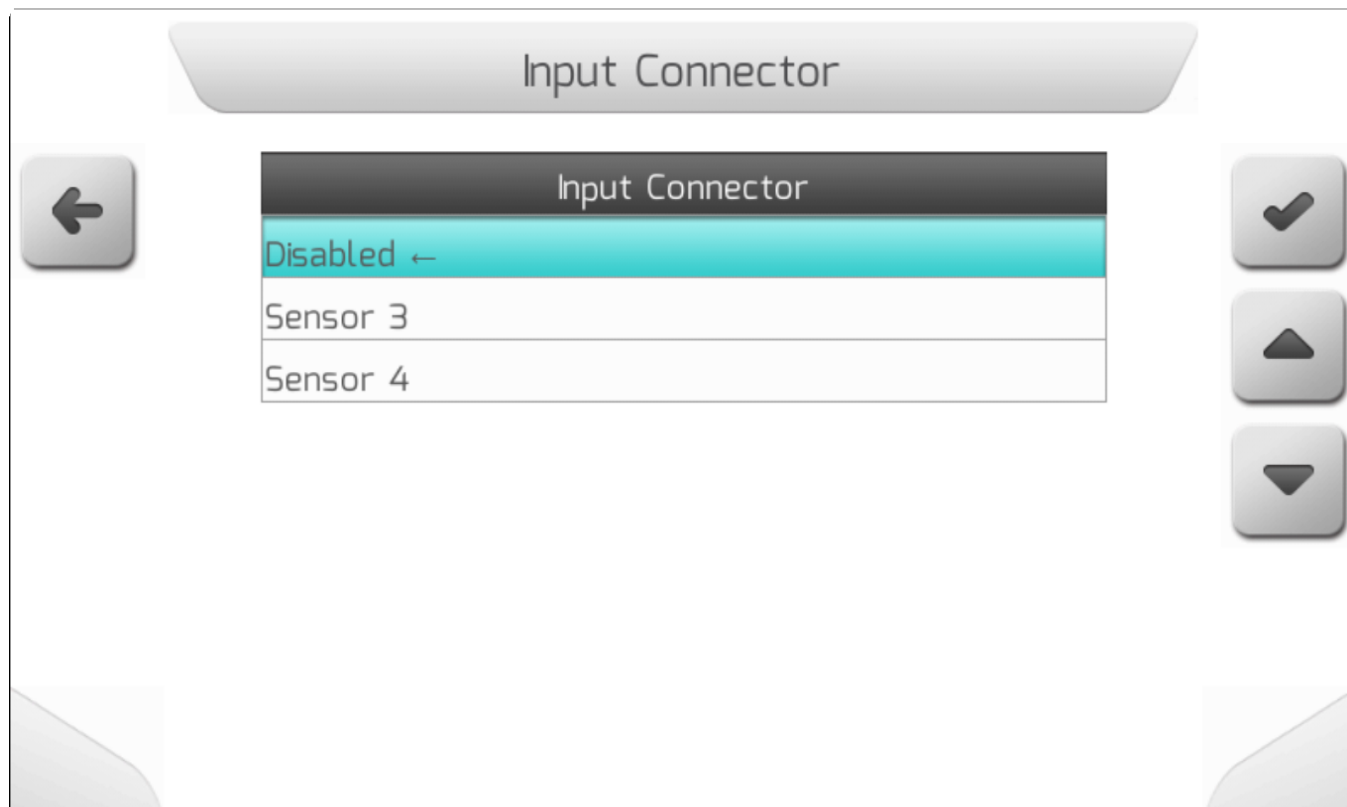 Input Connector
Input Connector
Disabled ←
Sensor 3
Sensor 4